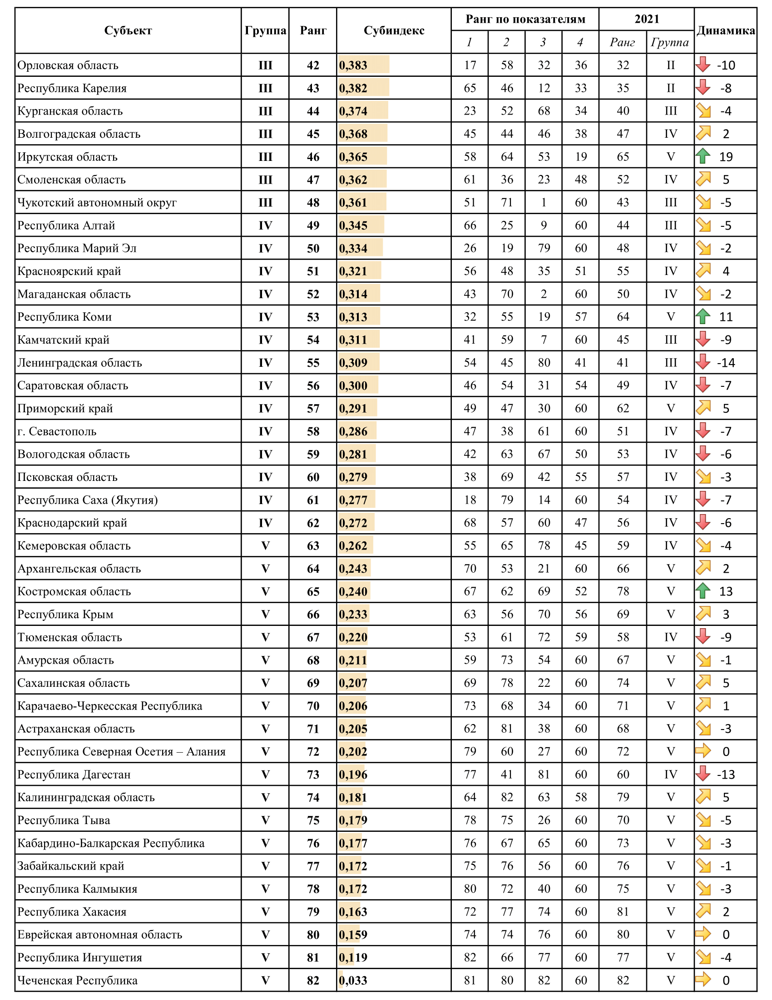 Субъект Группа Ранг Субиндекс Ранг по показателям 2021 Динамика
1 2 3 4 Ранг Группа
Орловская область III 42 0,383 17 58 32 36 32 II -10
Республика Карелия III 43 0,382 65 46 12 33 35 II -8
Курганская область III 44 0,374 23 52 68 34 40 III -4
Волгоградская область III 45 0,368 45 44 46 38 47 IV 2
Иркутская область III 46 0,365 58 64 53 19 65 V 19
Смоленская область III 47 0,362 61 36 23 48 52 IV 5
Чукотский автономный округ III 48 0,361 51 71 1 60 43 III -5
Республика Алтай IV 49 0,345 66 25 9 60 44 III -5
Республика Марий Эл IV 50 0,334 26 19 79 60 48 IV -2
Красноярский край IV 51 0,321 56 48 35 51 55 IV 4
Магаданская область IV 52 0,314 43 70 2 60 50 IV -2
Республика Коми IV 53 0,313 32 55 19 57 64 V 11
Камчатский край IV 54 0,311 41 59 7 60 45 III -9
Ленинградская область IV 55 0,309 54 45 80 41 41 III -14
Саратовская область IV 56 0,300 46 54 31 54 49 IV -7
Приморский край IV 57 0,291 49 47 30 60 62 V 5
г. Севастополь IV 58 0,286 47 38 61 60 51 IV -7
Вологодская область IV 59 0,281 42 63 67 50 53 IV -6
Псковская область IV 60 0,279 38 69 42 55 57 IV -3
Республика Саха (Якутия) IV 61 0,277 18 79 14 60 54 IV -7
Краснодарский край IV 62 0,272 68 57 60 47 56 IV -6
Кемеровская область V 63 0,262 55 65 78 45 59 IV -4
Архангельская область V 64 0,243 70 53 21 60 66 V 2
Костромская область V 65 0,240 67 62 69 52 78 V 13
Республика Крым V 66 0,233 63 56 70 56 69 V 3
Тюменская область V 67 0,220 53 61 72 59 58 IV -9
Амурская область V 68 0,211 59 73 54 60 67 V -1
Сахалинская область V 69 0,207 69 78 22 60 74 V 5
Карачаево-Черкесская Республика V 70 0,206 73 68 34 60 71 V 1
Астраханская область V 71 0,205 62 81 38 60 68 V -3
Республика Северная Осетия – Алания V 72 0,202 79 60 27 60 72 V 0
Республика Дагестан V 73 0,196 77 41 81 60 60 IV -13
Калининградская область V 74 0,181 64 82 63 58 79 V 5
Республика Тыва V 75 0,179 78 75 26 60 70 V -5
Кабардино-Балкарская Республика V 76 0,177 76 67 65 60 73 V -3
Забайкальский край V 77 0,172 75 76 56 60 76 V -1
Республика Калмыкия V 78 0,172 80 72 40 60 75 V -3
Республика Хакасия V 79 0,163 72 77 74 60 81 V 2
Еврейская автономная область V 80 0,159 74 74 76 60 80 V 0
Республика Ингушетия V 81 0,119 82 66 77 60 77 V -4
Чеченская Республика V 82 0,033 81 80 82 60 82 V 0